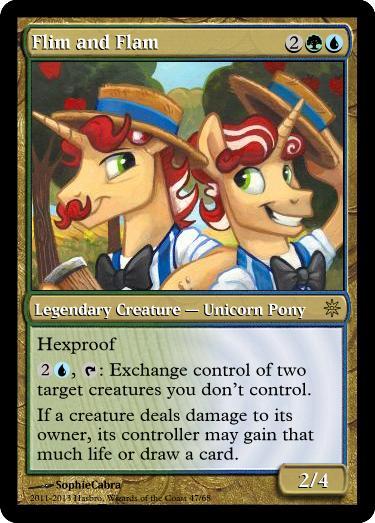 Flim and Flam 2
Legendary Creature — Unicorn Pony
Hexproof
2, : Exchange control of two
target creatures you don't control.
If a creature deals damage to its
owner, its controller may gain that
much life or draw a card.
2/4
SophieCabra
2011-2013 Hasbro, Wizards of the Coast 47/68